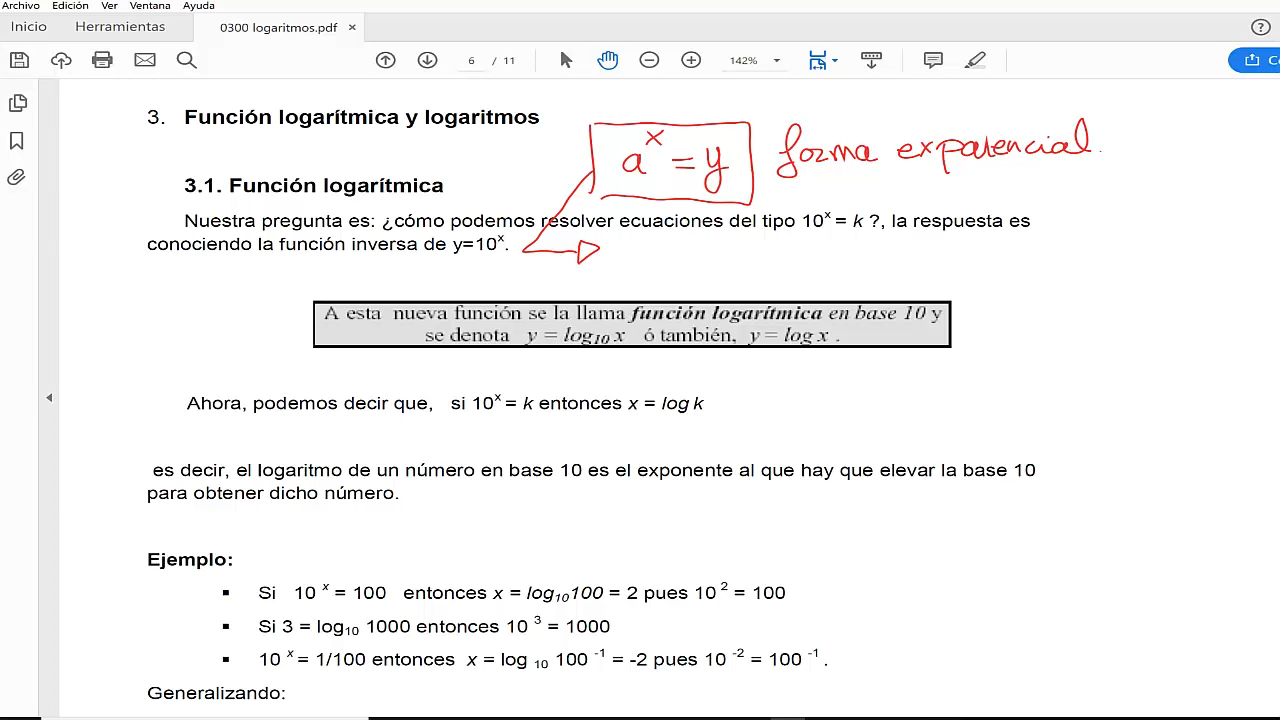 Archivo Edición Ver Ventana Ayuda
Inicio Herramientas 0300 logaritmos.pdf ×
6 / 11 142%
3. Función logarítmica y logaritmos
a^x = y forma expotencial.
3.1. Función logarítmica
Nuestra pregunta es: ¿cómo podemos resolver ecuaciones del tipo 10^x = k ?, la respuesta es
conociendo la función inversa de y=10^x.
A esta nueva función se la llama función logarítmica en base 10 y
se denota y = log₁₀ x ó también, y = log x .
Ahora, podemos decir que, si 10^x = k entonces x = log k
es decir, el logaritmo de un número en base 10 es el exponente al que hay que elevar la base 10
para obtener dicho número.
Ejemplo:
▪ Si 10 ^x = 100 entonces x = log₁₀100 = 2 pues 10 ² = 100
▪ Si 3 = log₁₀ 1000 entonces 10 ³ = 1000
▪ 10 ^x = 1/100 entonces x = log ₁₀ 100 ⁻¹ = -2 pues 10 ⁻² = 100 ⁻¹ .
Generalizando: